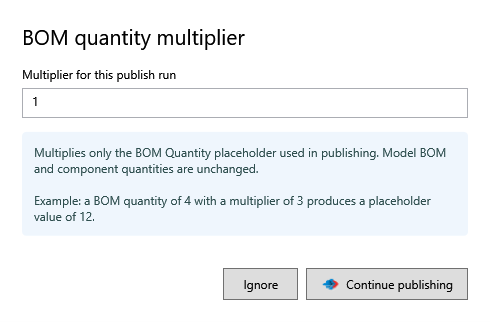 BOM quantity multiplier
Multiplier for this publish run
1
Multiplies only the BOM Quantity placeholder used in publishing. Model BOM
and component quantities are unchanged.
Example: a BOM quantity of 4 with a multiplier of 3 produces a placeholder
value of 12.
Ignore
Continue publishing